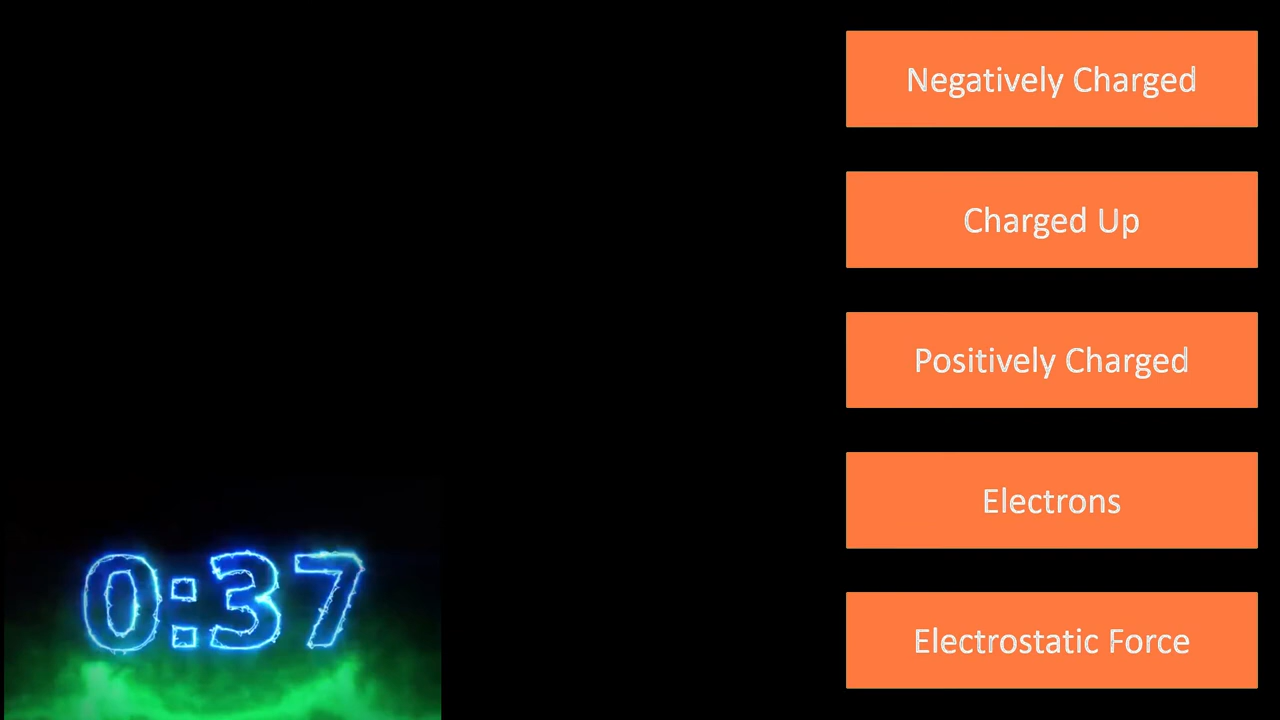 Negatively Charged
Charged Up
Positively Charged
Electrons
Electrostatic Force
0:37